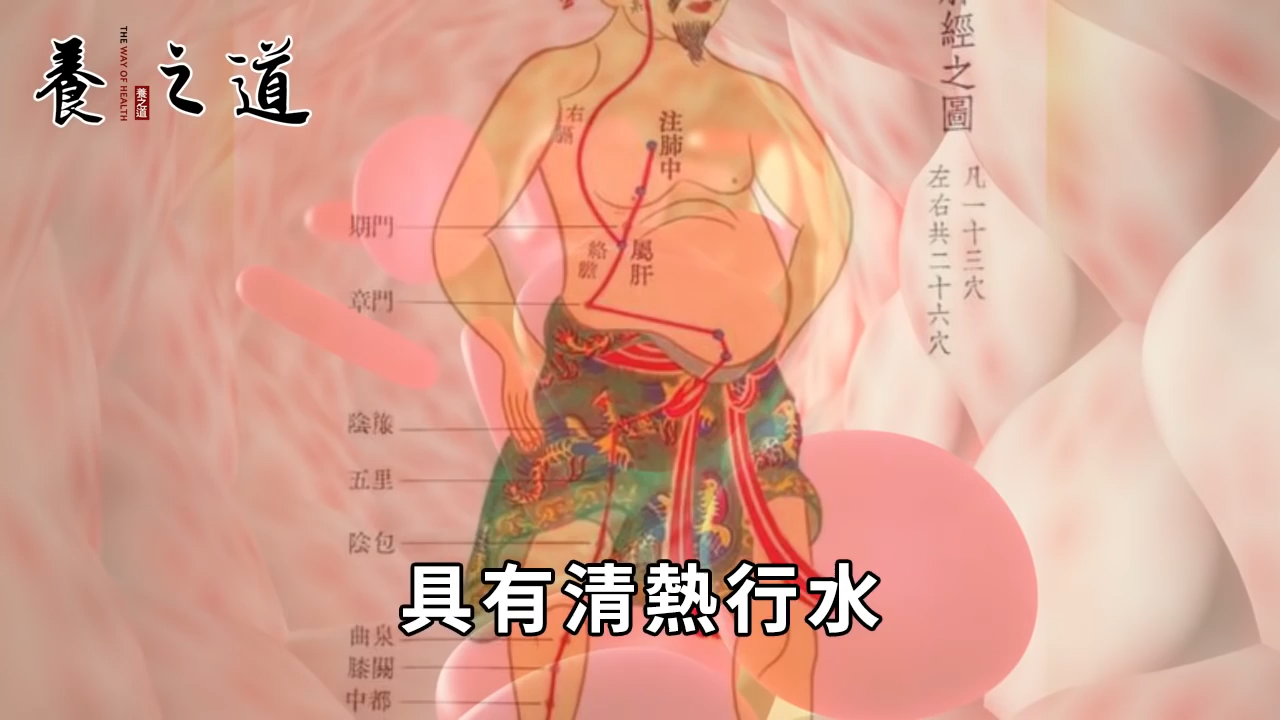 養之道
THE WAY OF HEALTH
養之道
經之圖
凡一十三穴
左右共二十六穴
注肺中
右
屬肝
絡膽
期門
章門
陰廉
五里
陰包
曲泉
膝關
中都
具有清熱行水